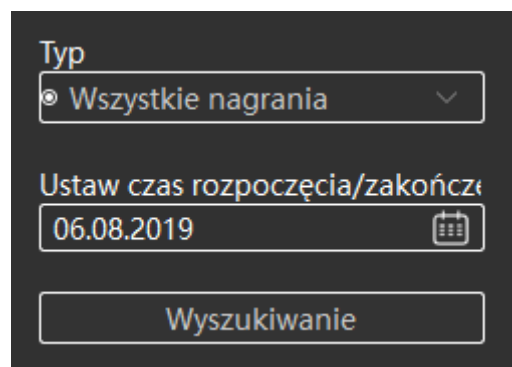 Typ
Wszystkie nagrania
Ustaw czas rozpoczęcia/zakończe
06.08.2019
Wyszukiwanie